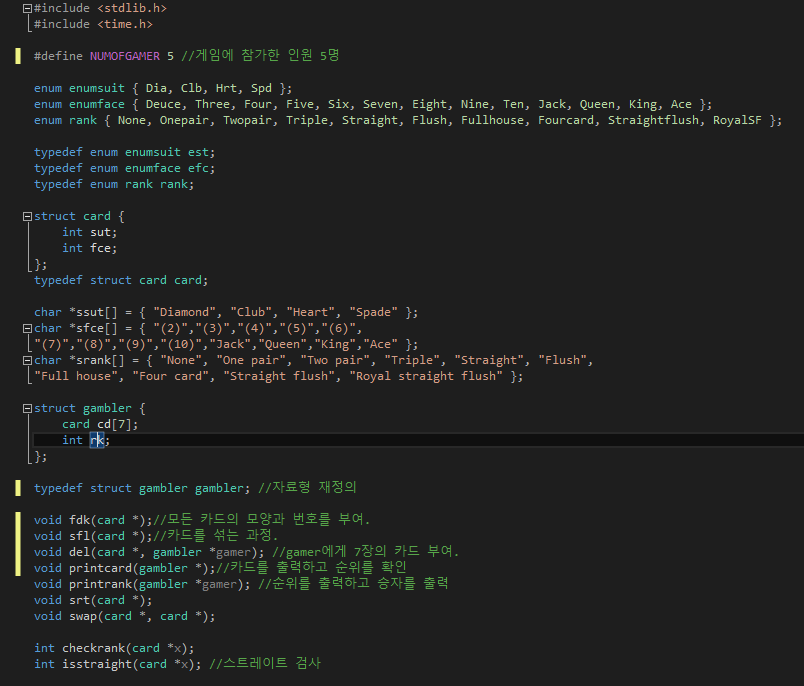 #include <stdlib.h>
#include <time.h>
#define NUMOFGAMER 5 //게임에 참가한 인원 5명
enum enumsuit { Dia, Clb, Hrt, Spd };
enum enumface { Deuce, Three, Four, Five, Six, Seven, Eight, Nine, Ten, Jack, Queen, King, Ace };
enum rank { None, Onepair, Twopair, Triple, Straight, Flush, Fullhouse, Fourcard, Straightflush, RoyalSF };
typedef enum enumsuit est;
typedef enum enumface efc;
typedef enum rank rank;
struct card {
int sut;
int fce;
};
typedef struct card card;
char *ssut[] = { "Diamond", "Club", "Heart", "Spade" };
char *sfce[] = { "(2)","(3)","(4)","(5)","(6)",
"(7)","(8)","(9)","(10)","Jack","Queen","King","Ace" };
char *srank[] = { "None", "One pair", "Two pair", "Triple", "Straight", "Flush",
"Full house", "Four card", "Straight flush", "Royal straight flush" };
struct gambler {
card cd[7];
int rk;
};
typedef struct gambler gambler; //자료형 재정의
void fdk(card *);//모든 카드의 모양과 번호를 부여.
void sfl(card *);//카드를 섞는 과정.
void del(card *, gambler *gamer); //gamer에게 7장의 카드 부여.
void printcard(gambler *);//카드를 출력하고 순위를 확인
void printrank(gambler *gamer); //순위를 출력하고 승자를 출력
void srt(card *);
void swap(card *, card *);
int checkrank(card *x);
int isstraight(card *x); //스트레이트 검사